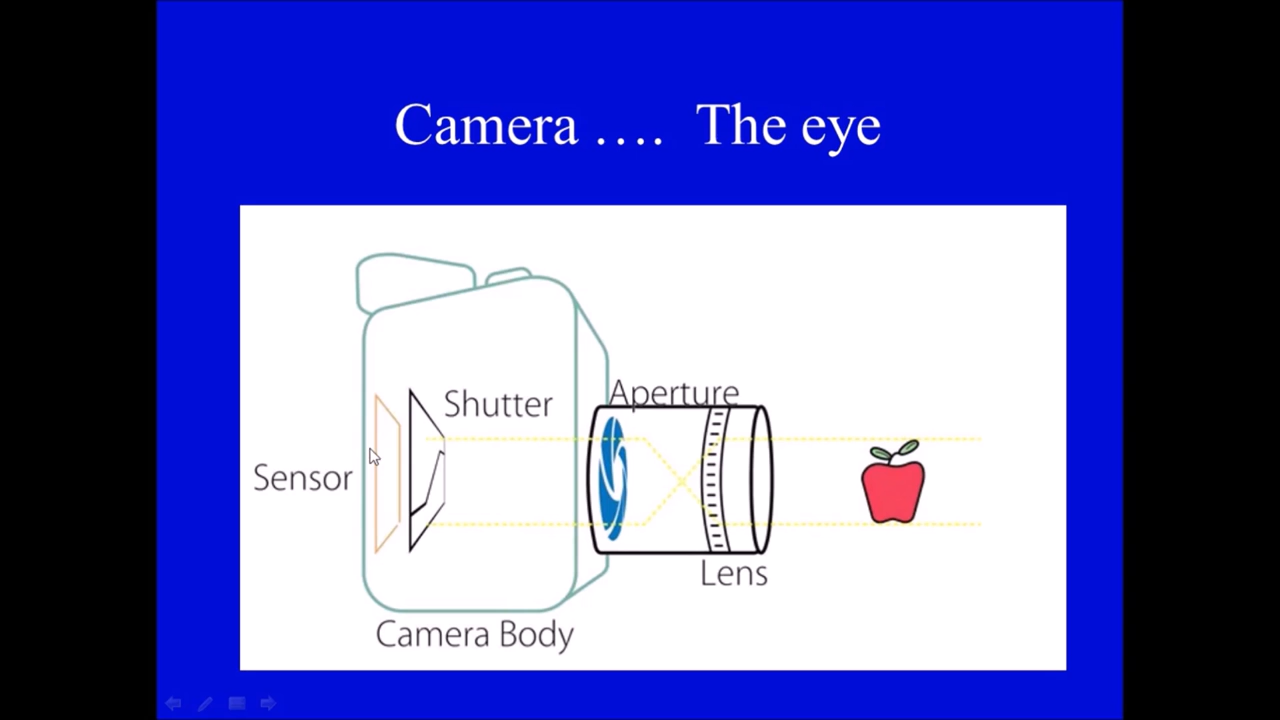 Camera .... The eye
Shutter
Aperture
Sensor
Lens
Camera Body